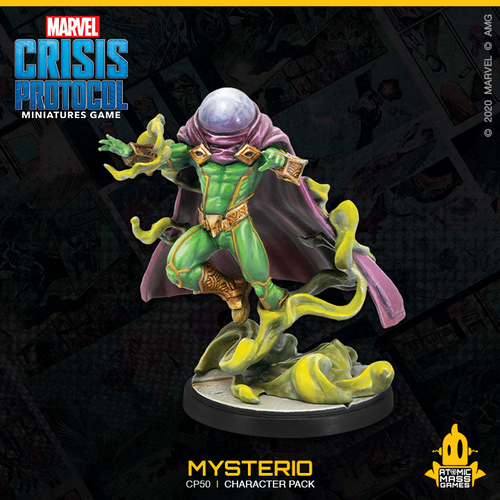 MARVEL
CRISIS
PROTOCOL
MINIATURES GAME
© 2020 MARVEL © AMG
MYSTERIO
CP50 | CHARACTER PACK
ATOMIC
MASS
GAMES